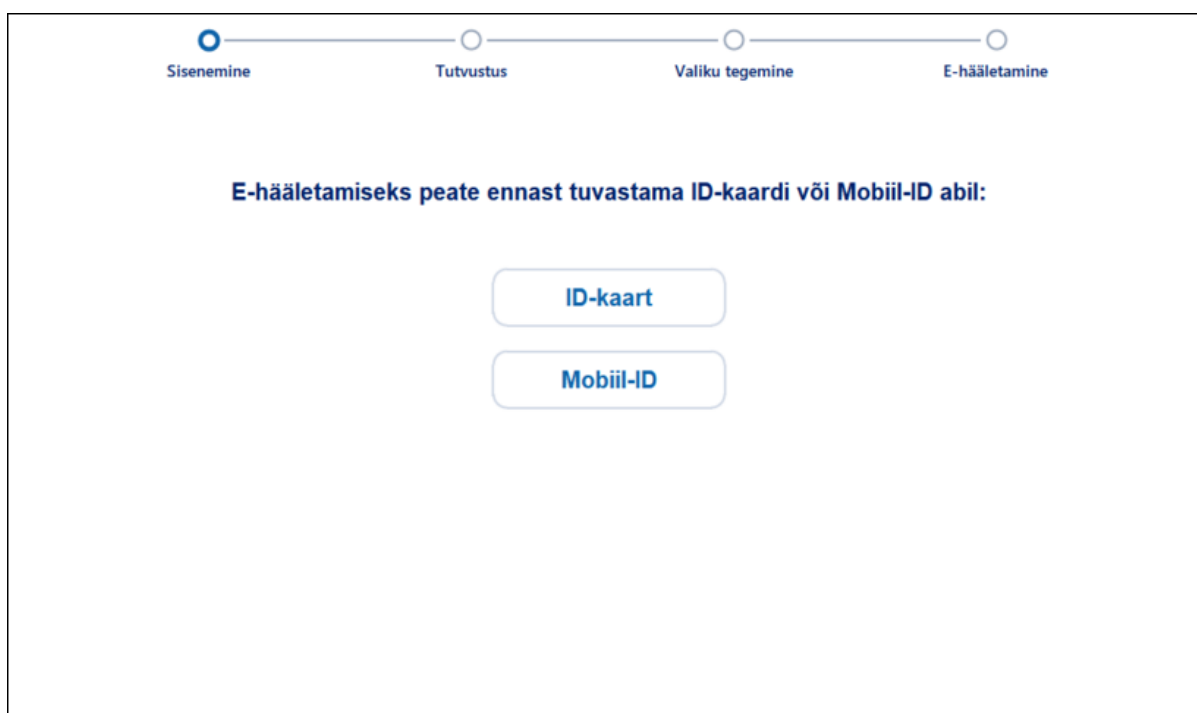 Sisenemine Tutvustus Valiku tegemine E-hääletamine
E-hääletamiseks peate ennast tuvastama ID-kaardi või Mobiil-ID abil:
ID-kaart
Mobiil-ID